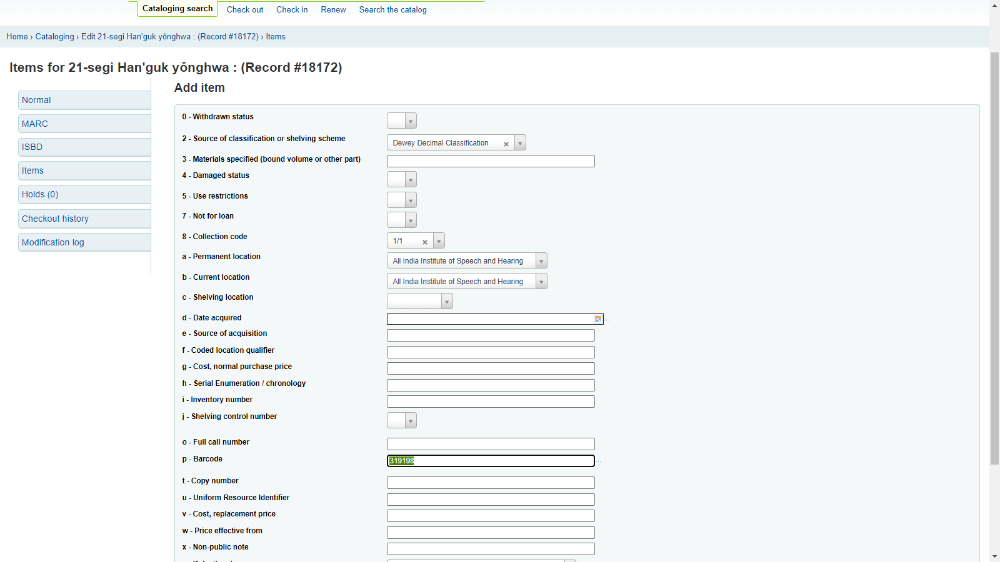 Cataloging search Check out Check in Renew Search the catalog
Home › Cataloging › Edit 21-segi Han'guk yŏnghwa : (Record #18172) › Items
Items for 21-segi Han'guk yŏnghwa : (Record #18172)
Normal
MARC
ISBD
Items
Holds (0)
Checkout history
Modification log
Add item
0 - Withdrawn status
2 - Source of classification or shelving scheme Dewey Decimal Classification
3 - Materials specified (bound volume or other part)
4 - Damaged status
5 - Use restrictions
7 - Not for loan
8 - Collection code 1/1
a - Permanent location All India Institute of Speech and Hearing
b - Current location All India Institute of Speech and Hearing
c - Shelving location
d - Date acquired ...
e - Source of acquisition
f - Coded location qualifier
g - Cost, normal purchase price
h - Serial Enumeration / chronology
i - Inventory number
j - Shelving control number
o - Full call number
p - Barcode 319198 ...
t - Copy number
u - Uniform Resource Identifier
v - Cost, replacement price
w - Price effective from
x - Non-public note